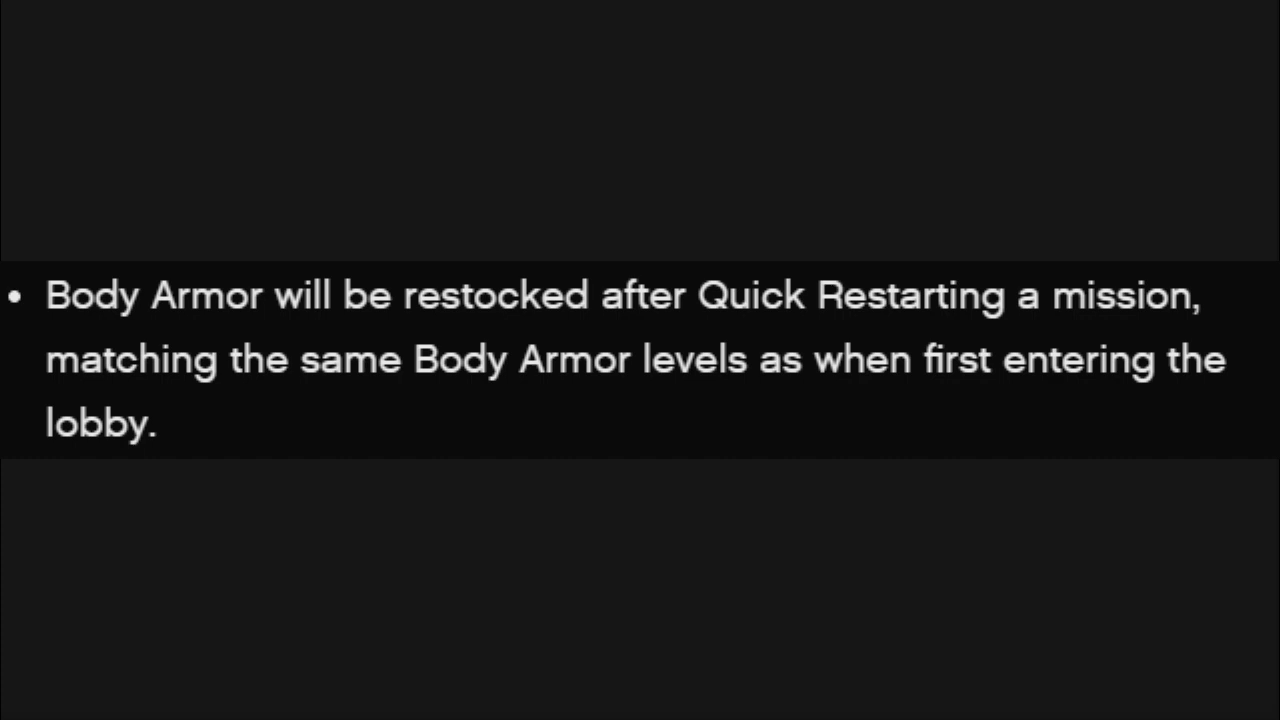 • Body Armor will be restocked after Quick Restarting a mission,
matching the same Body Armor levels as when first entering the
lobby.